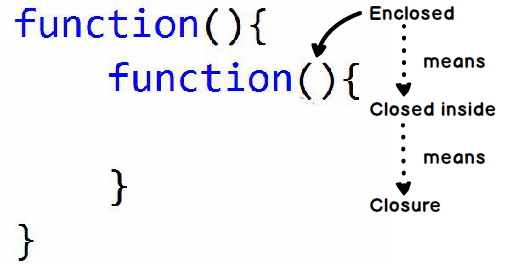 function(){
Enclosed
means
function(){
Closed inside
means
}
Closure
}